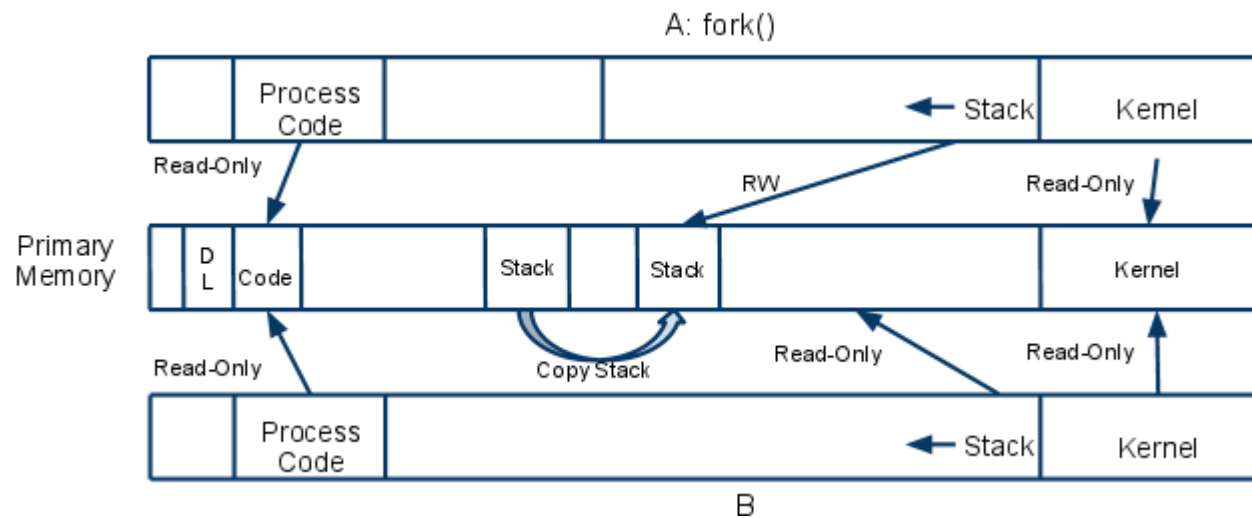 A: fork()
Process
Code
Stack
Kernel
Read-Only
RW
Read-Only
Primary
Memory
D
L
Code
Stack
Stack
Kernel
Read-Only
Copy Stack
Read-Only
Read-Only
Process
Code
Stack
Kernel
B